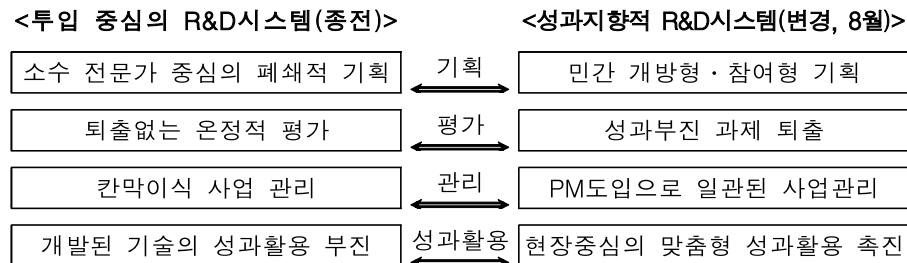 <투입 중심의 R&D시스템(종전)> <성과지향적 R&D시스템(변경, 8월)>
소수 전문가 중심의 폐쇄적 기획 기획 민간 개방형·참여형 기획
퇴출없는 온정적 평가 평가 성과부진 과제 퇴출
칸막이식 사업 관리 관리 PM도입으로 일관된 사업관리
개발된 기술의 성과활용 부진 성과활용 현장중심의 맞춤형 성과활용 촉진